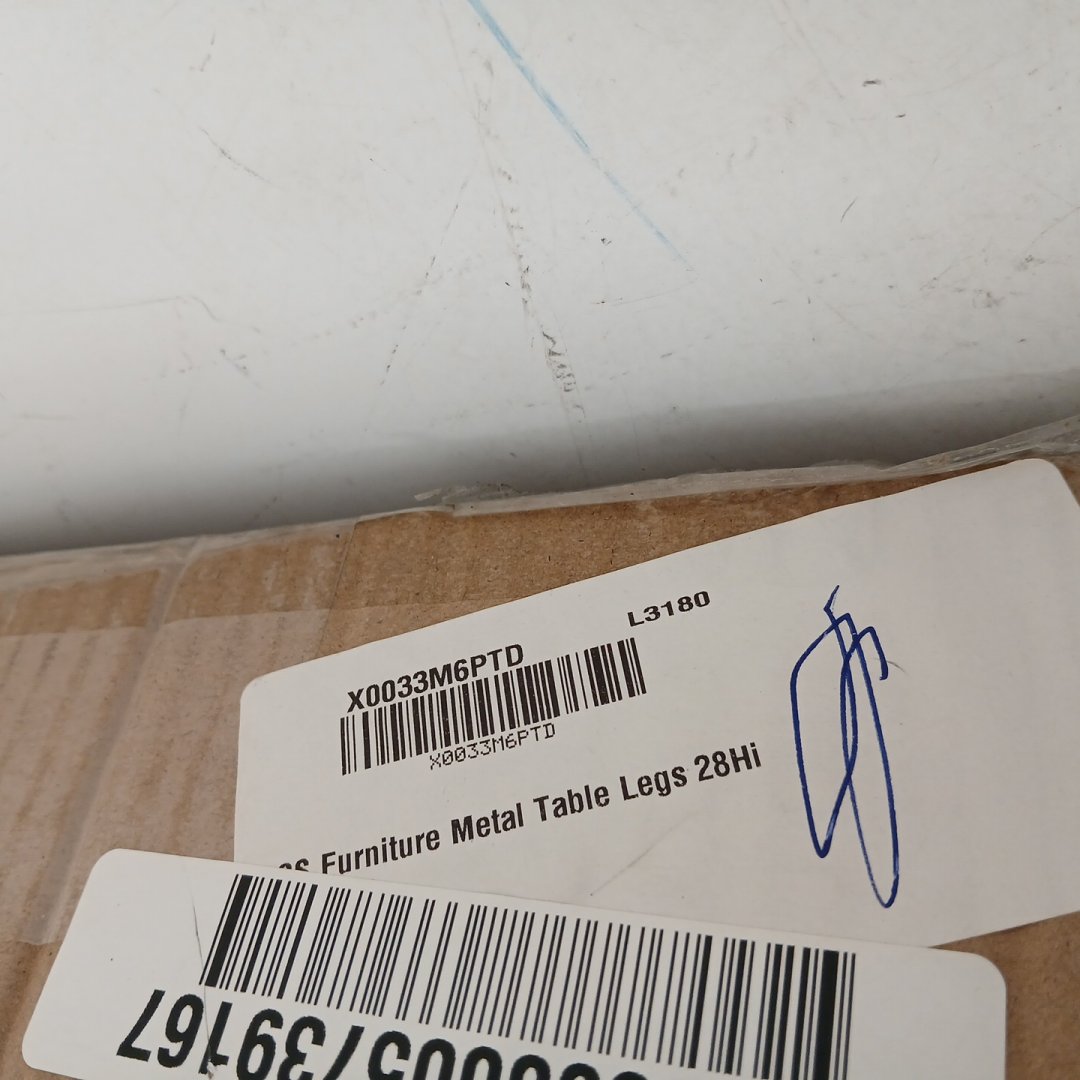 L3180
X0033M6PTD
X0033M6PTD
Furniture Metal Table Legs 28Hi